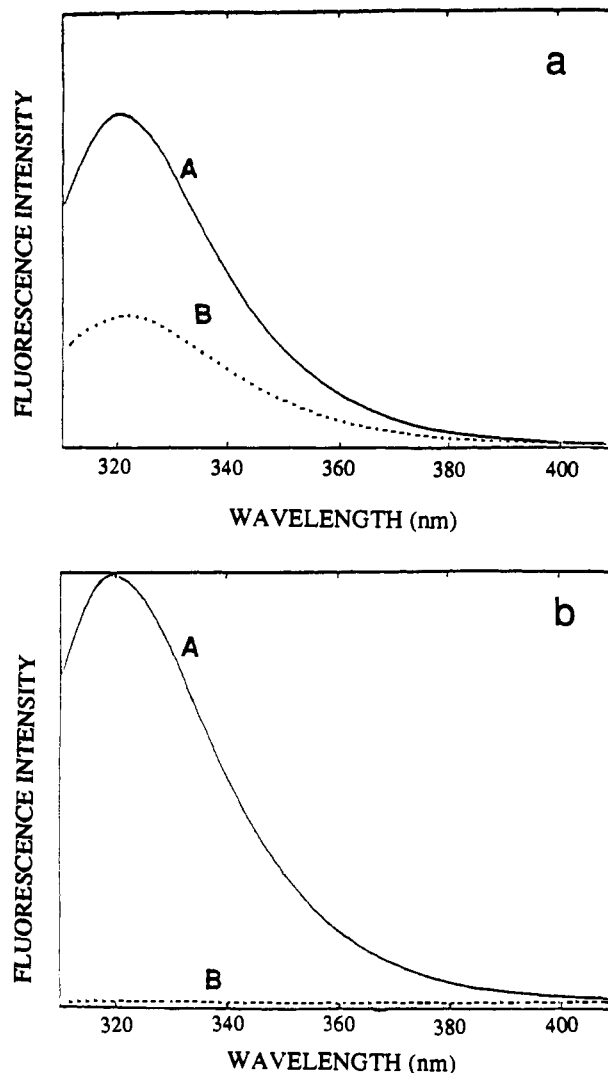 a
FLUORESCENCE INTENSITY
A
B
320 340 360 380 400
WAVELENGTH (nm)
b
FLUORESCENCE INTENSITY
A
B
320 340 360 380 400
WAVELENGTH (nm)